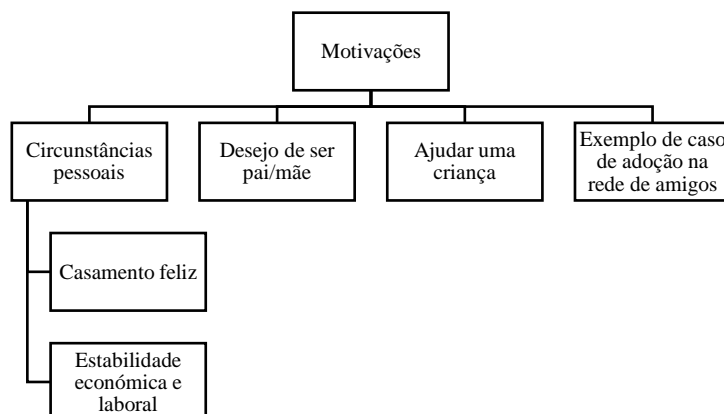 Motivações
Circunstâncias
pessoais
Desejo de ser
pai/mãe
Ajudar uma
criança
Exemplo de caso
de adoção na
rede de amigos
Casamento feliz
Estabilidade
económica e
laboral